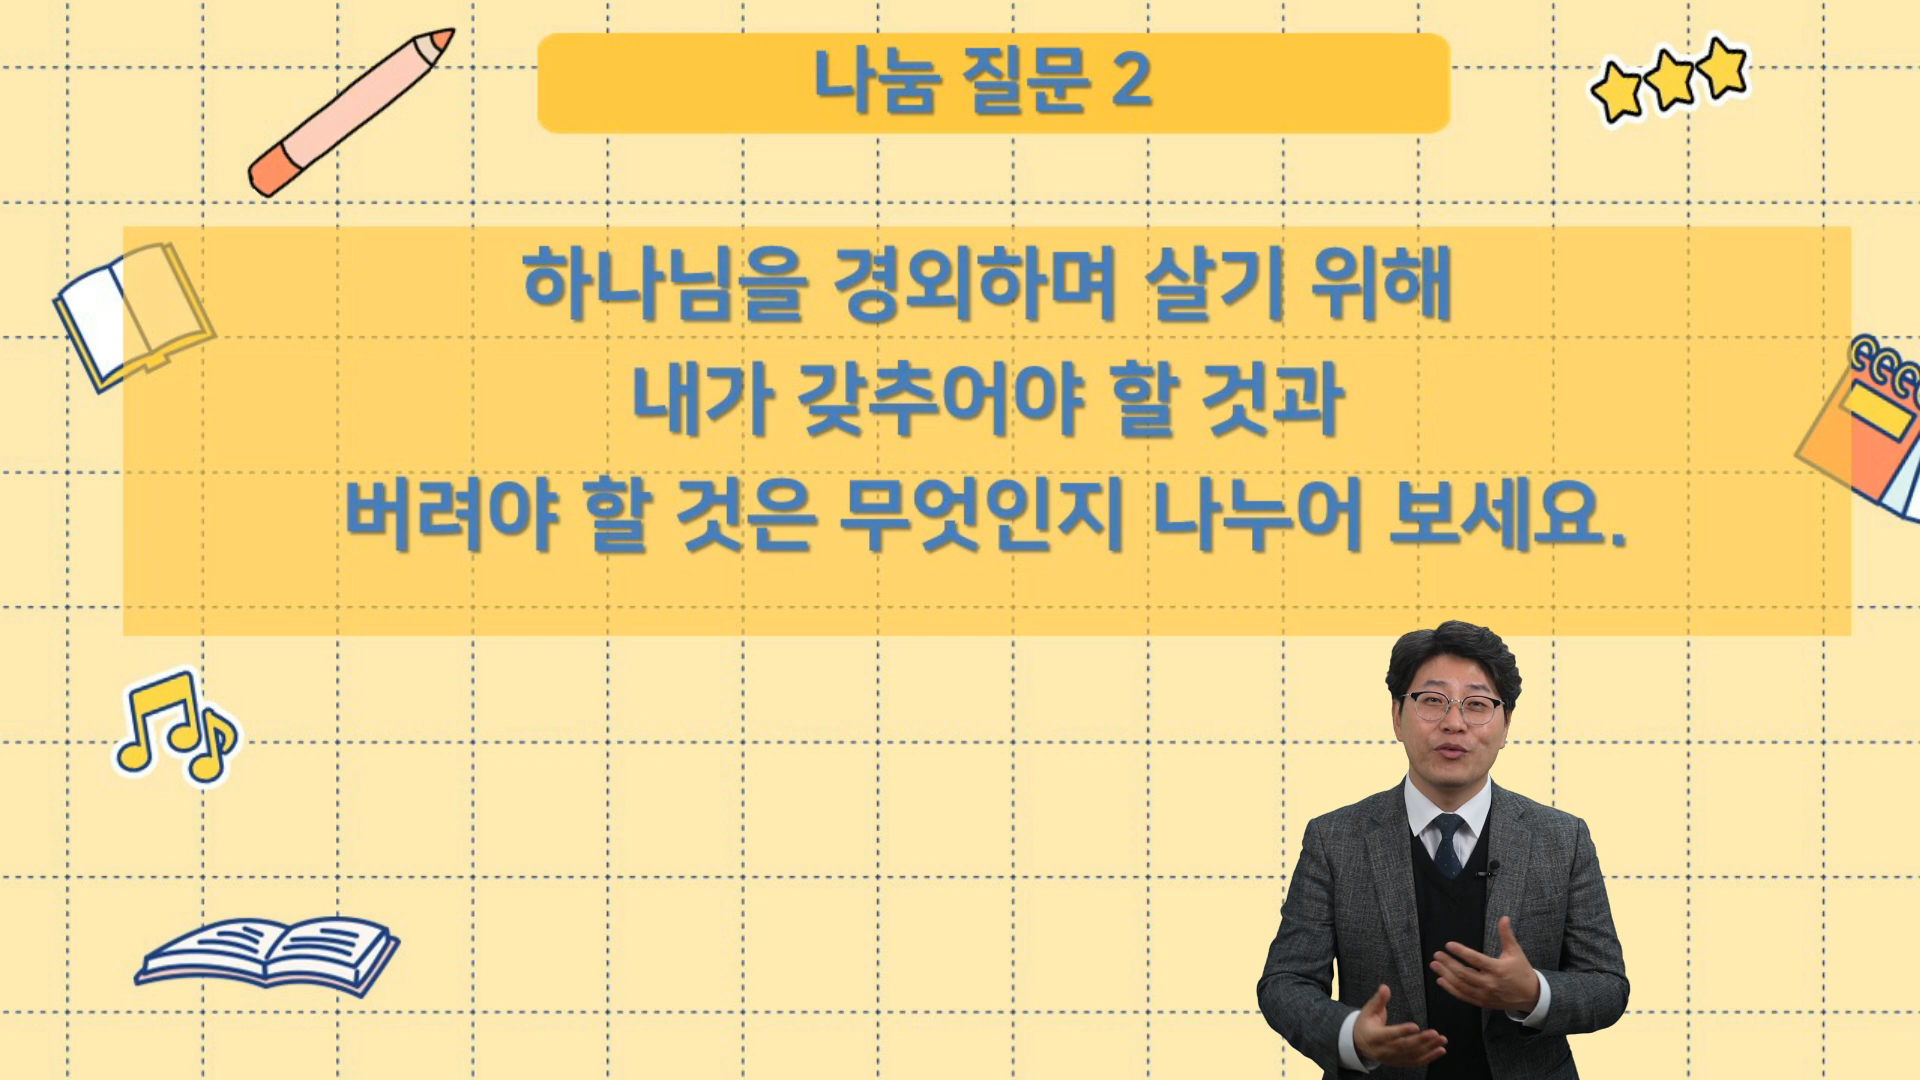 나눔 질문 2
하나님을 경외하며 살기 위해
내가 갖추어야 할 것과
버려야 할 것은 무엇인지 나누어 보세요.